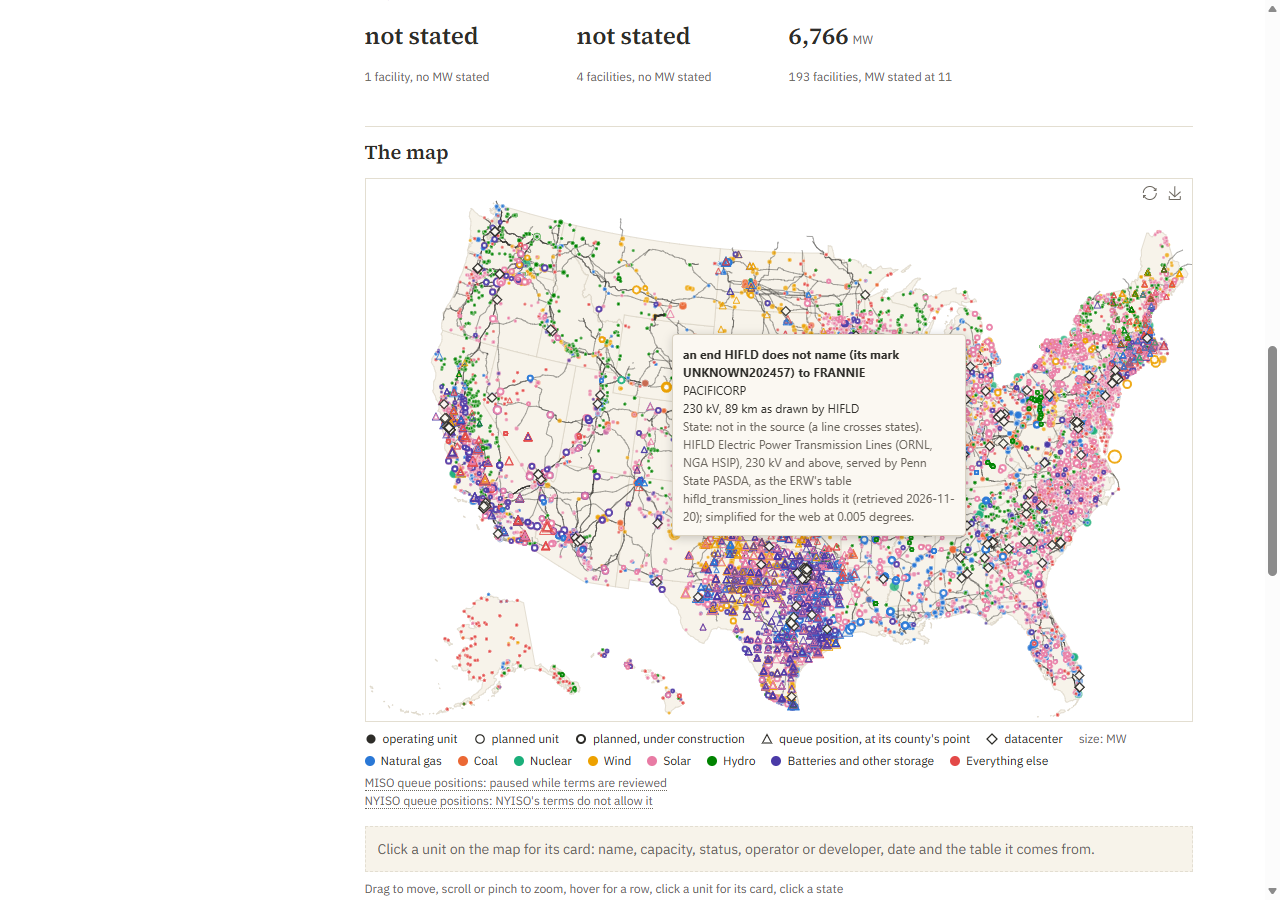 not stated
not stated
6,766 MW
1 facility, no MW stated
4 facilities, no MW stated
193 facilities, MW stated at 11
The map
an end HIFLD does not name (its mark
UNKNOWN202457) to FRANNIE
PACIFICORP
230 kV, 89 km as drawn by HIFLD
State: not in the source (a line crosses states).
HIFLD Electric Power Transmission Lines (ORNL,
NGA HSIP), 230 kV and above, served by Penn
State PASDA, as the ERW's table
hifld_transmission_lines holds it (retrieved 2026-11-
20); simplified for the web at 0.005 degrees.
operating unit
planned unit
planned, under construction
queue position, at its county's point
datacenter
size: MW
Natural gas
Coal
Nuclear
Wind
Solar
Hydro
Batteries and other storage
Everything else
MISO queue positions: paused while terms are reviewed
NYISO queue positions: NYISO's terms do not allow it
Click a unit on the map for its card: name, capacity, status, operator or developer, date and the table it comes from.
Drag to move, scroll or pinch to zoom, hover for a row, click a unit for its card, click a state